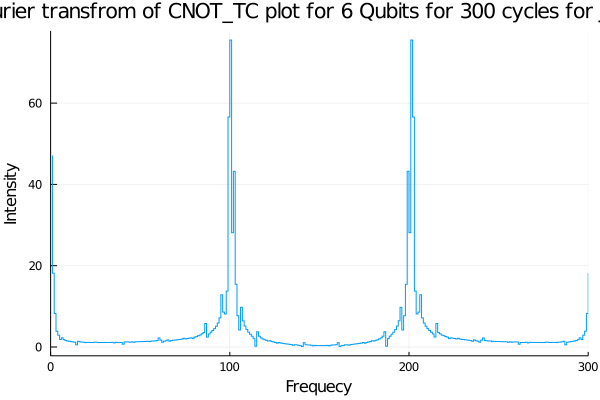 urier transfrom of CNOT_TC plot for 6 Qubits for 300 cycles for
Intensity
60
40
20
0
0 100 200 300
Frequecy